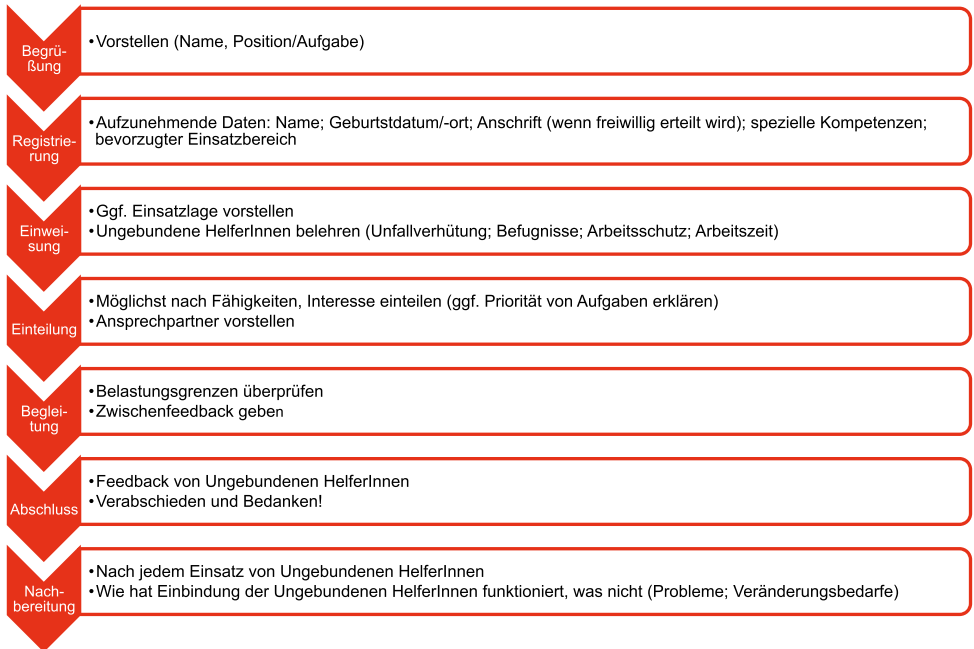 Begrü-
ßung
•Vorstellen (Name, Position/Aufgabe)
Registrie-
rung
•Aufzunehmende Daten: Name; Geburtstdatum/-ort; Anschrift (wenn freiwillig erteilt wird); spezielle Kompetenzen;
bevorzugter Einsatzbereich
Einwei-
sung
•Ggf. Einsatzlage vorstellen
•Ungebundene HelferInnen belehren (Unfallverhütung; Befugnisse; Arbeitsschutz; Arbeitszeit)
Einteilung
•Möglichst nach Fähigkeiten, Interesse einteilen (ggf. Priorität von Aufgaben erklären)
•Ansprechpartner vorstellen
Beglei-
tung
•Belastungsgrenzen überprüfen
•Zwischenfeedback geben
Abschluss
•Feedback von Ungebundenen HelferInnen
•Verabschieden und Bedanken!
Nach-
bereitung
•Nach jedem Einsatz von Ungebundenen HelferInnen
•Wie hat Einbindung der Ungebundenen HelferInnen funktioniert, was nicht (Probleme; Veränderungsbedarfe)